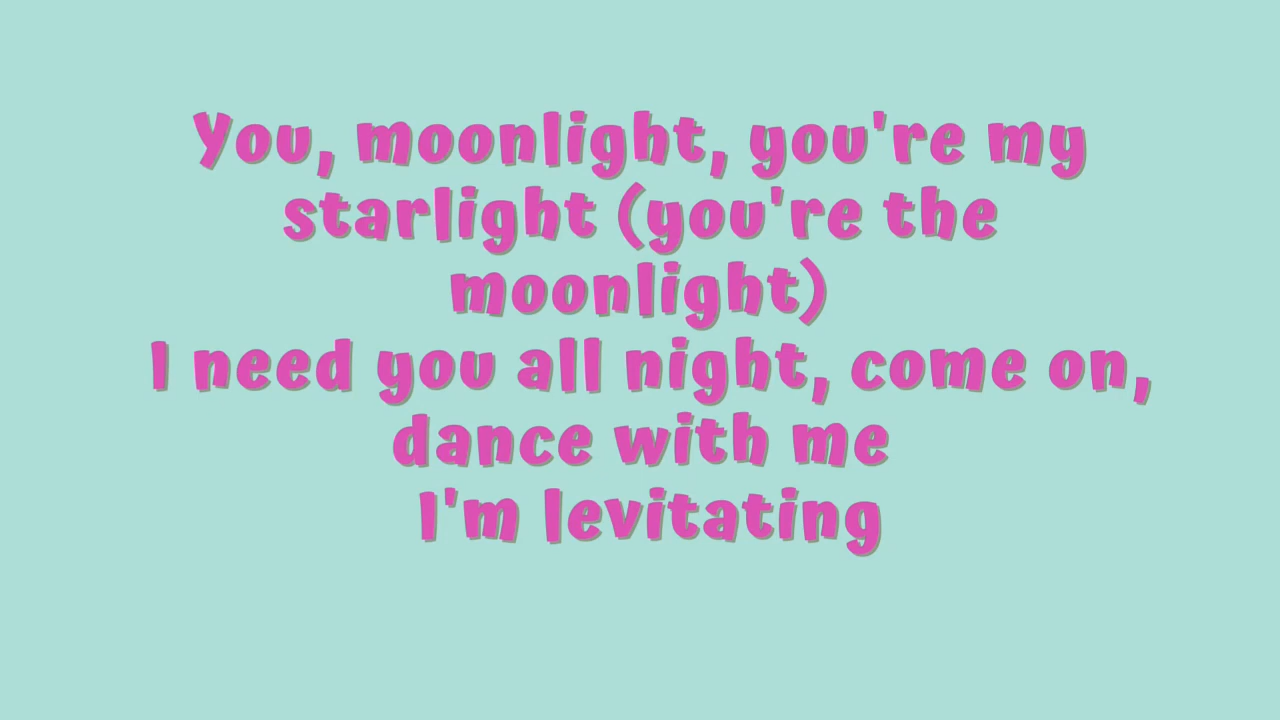 You, moonlight, you're my
starlight (you're the
moonlight)
I need you all night, come on,
dance with me
I'm levitating